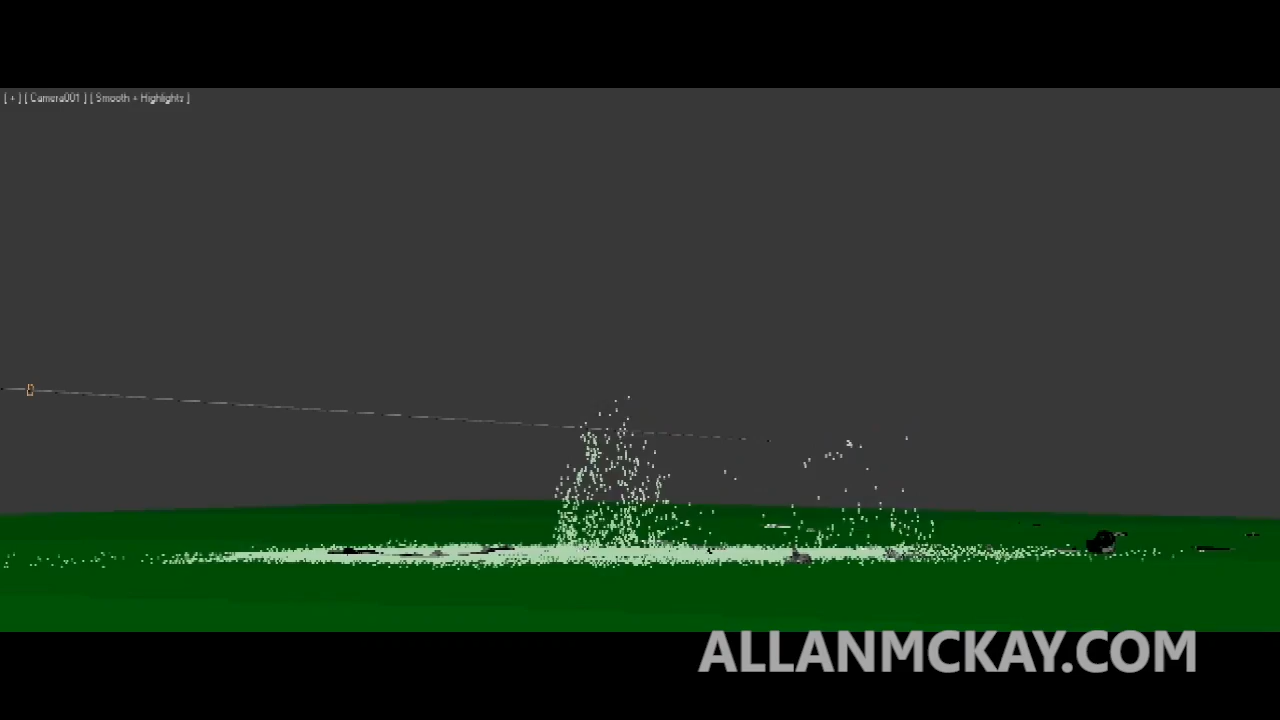 [ + ] [ Camera001 ] [ Smooth + Highlights ]
ALLANMCKAY.COM